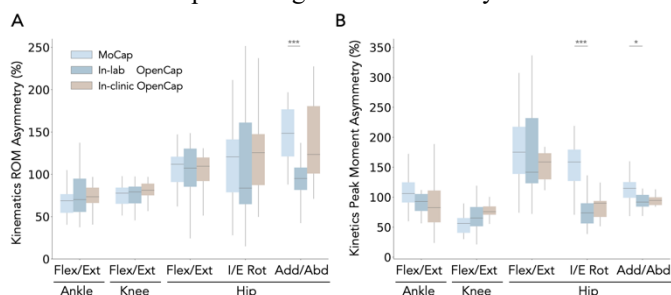 A
B
Kinematics ROM Asymmetry (%)
250
200
150
100
50
0
MoCap
In-lab OpenCap
In-clinic OpenCap
***
Flex/Ext Flex/Ext Flex/Ext I/E Rot Add/Abd
Ankle Knee Hip
Kinetics Peak Moment Asymmetry (%)
350
300
250
200
150
100
50
0
*** *
Flex/Ext Flex/Ext Flex/Ext I/E Rot Add/Abd
Ankle Knee Hip